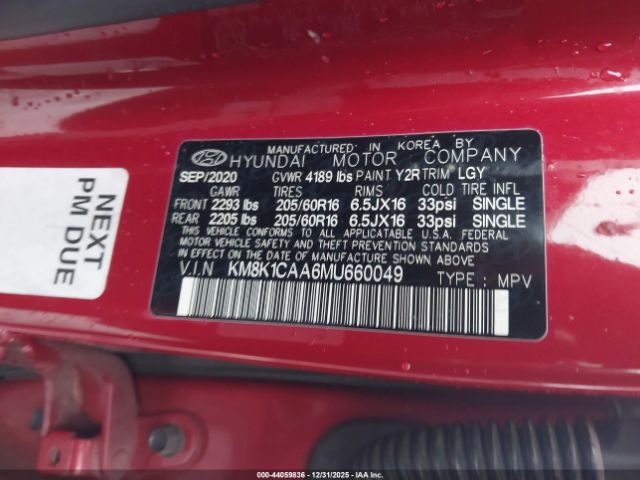 MANUFACTURED IN KOREA BY
HYUNDAI MOTOR COMPANY
SEP/2020 GVWR 4189 lbs PAINT Y2R TRIM LGY
GAWR TIRES RIMS COLD TIRE INFL
FRONT 2293 lbs 205/60R16 6.5JX16 33psi SINGLE
REAR 2205 lbs 205/60R16 6.5JX16 33psi SINGLE
THIS VEHICLE CONFORMS TO ALL APPLICABLE U.S.A. FEDERAL
MOTOR VEHICLE SAFETY AND THEFT PREVENTION STANDARDS
IN EFFECT ON THE DATE OF MANUFACTURE SHOWN ABOVE.
V.I.N KM8K1CAA6MU660049 TYPE : MPV
NEXT
PM DUE
000-44059836 - 12/31/2025 - IAA Inc.